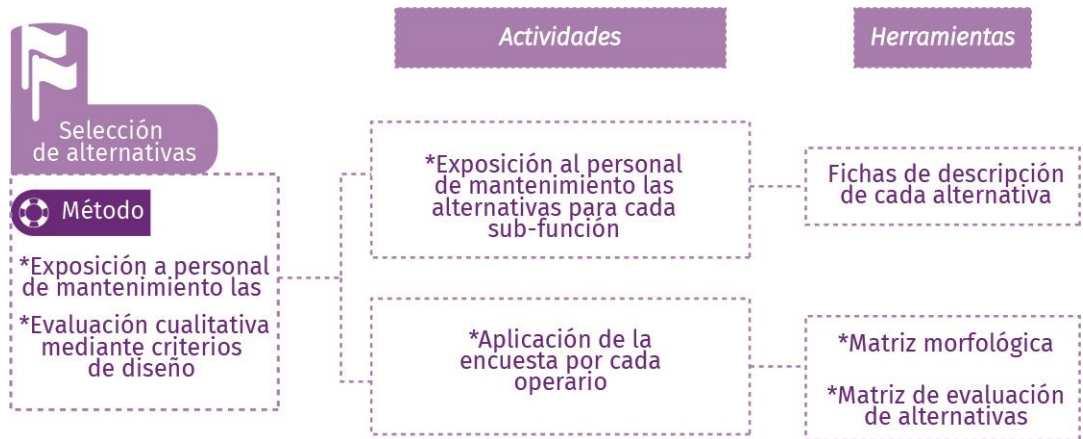 Actividades
Herramientas
Selección
de alternativas
Método
*Exposición a personal
de mantenimiento las
*Evaluación cualitativa
mediante criterios
de diseño
*Exposición al personal
de mantenimiento las
alternativas para cada
sub-función
Fichas de descripción
de cada alternativa
*Aplicación de la
encuesta por cada
operario
*Matriz morfológica
*Matriz de evaluación
de alternativas